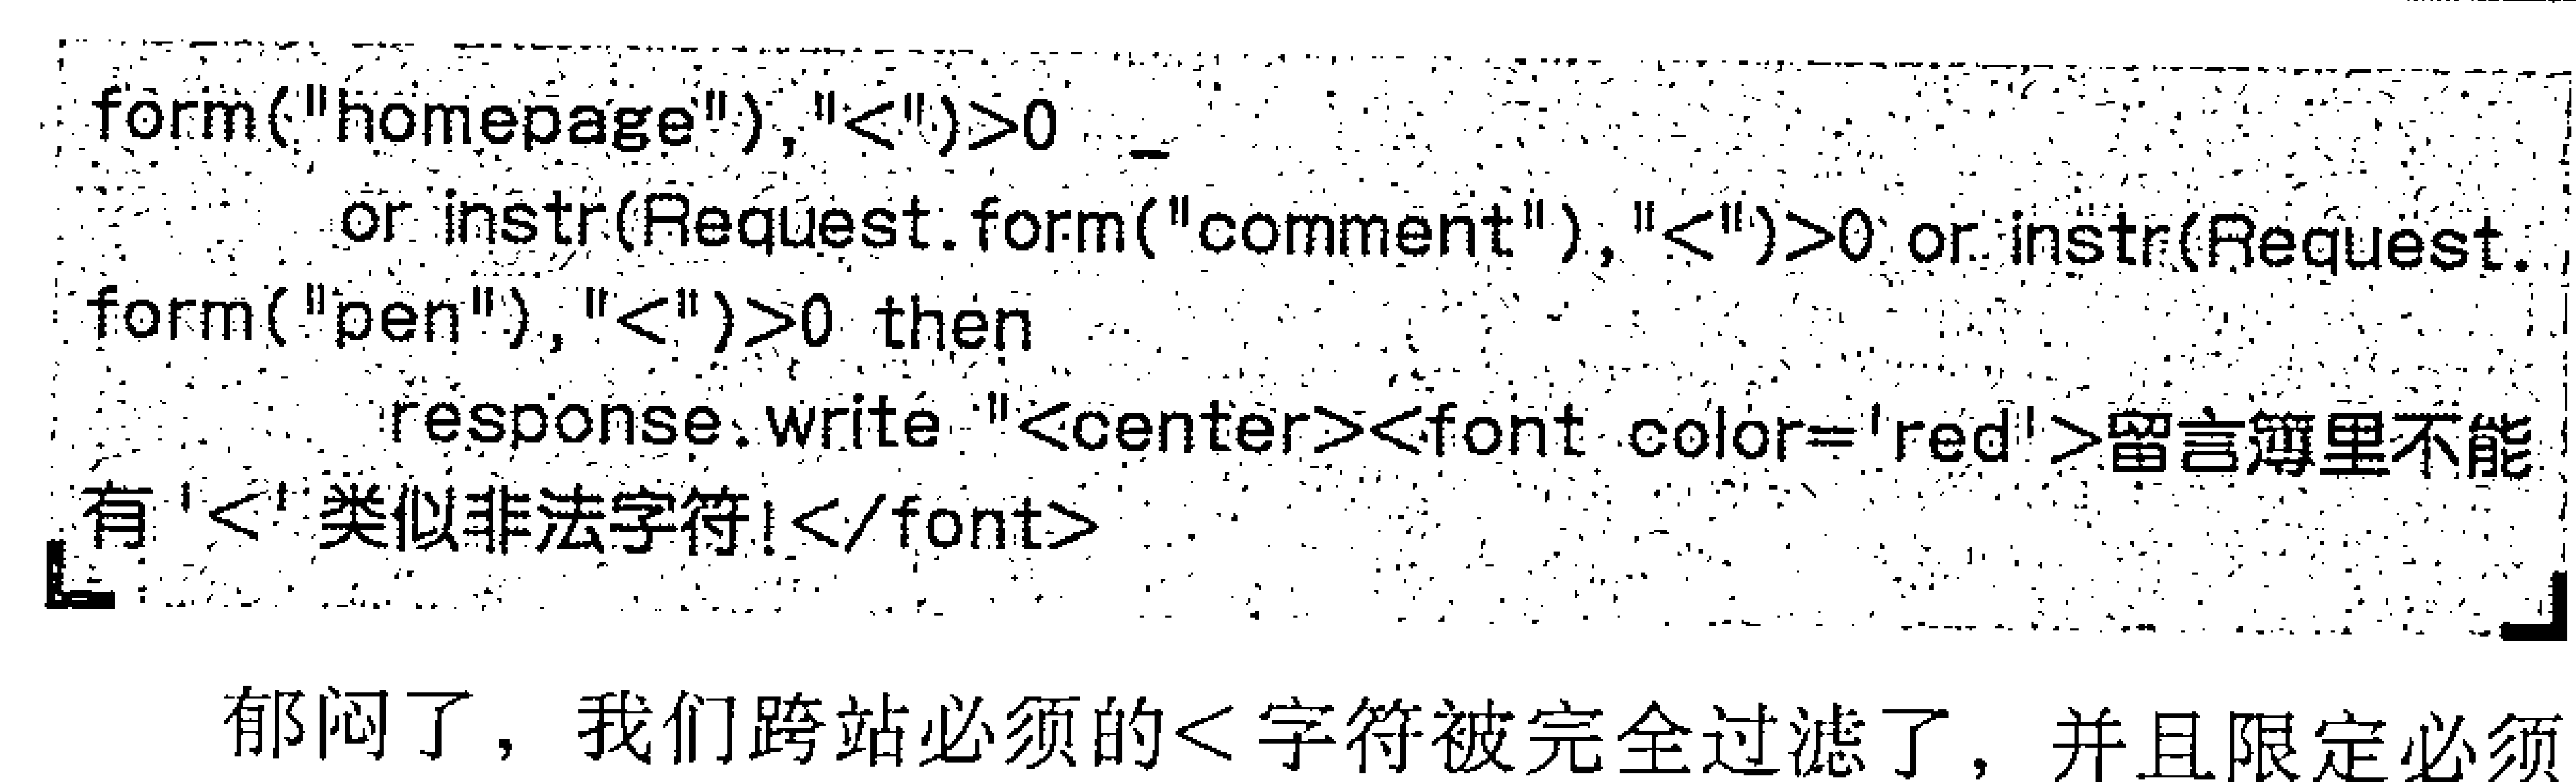 form("homepage"),"<")>0 _
or instr(Request.form("comment"),"<")>0 or instr(Request.
form("pen"),"<")>0 then
response.write "<center><font color='red'>留言簿里不能
有'<'类似非法字符!</font>
郁闷了，我们跨站必须的<字符被完全过滤了，并且限定必须